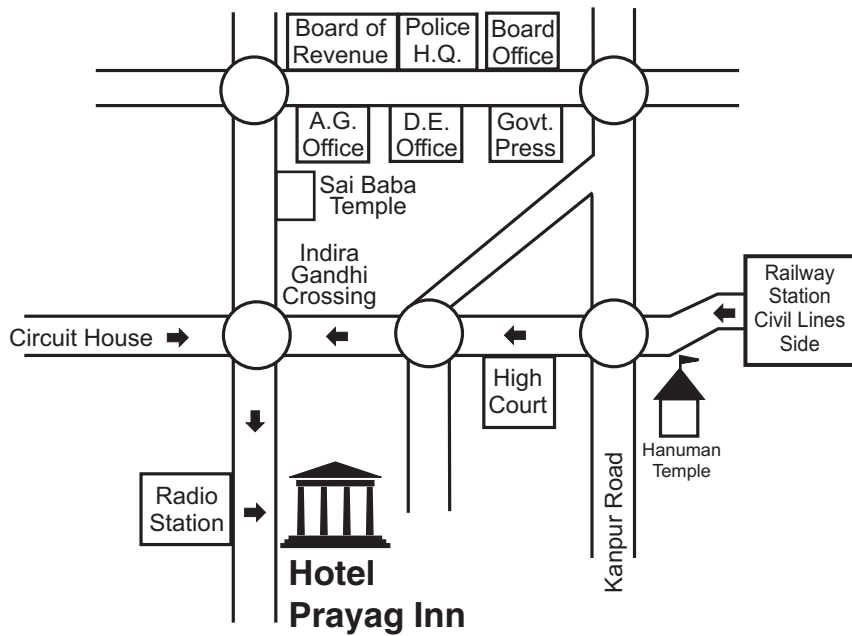 Board of
Revenue
Police
H.Q.
Board
Office
A.G.
Office
D.E.
Office
Govt.
Press
Sai Baba
Temple
Indira
Gandhi
Crossing
Railway
Station
Civil Lines
Side
Circuit House
High
Court
Hanuman
Temple
Kanpur Road
Radio
Station
Hotel
Prayag Inn